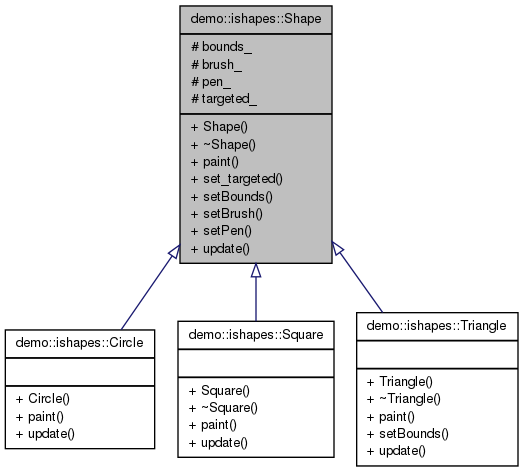 demo::ishapes::Shape
# bounds_
# brush_
# pen_
# targeted_
+ Shape()
+ ~Shape()
+ paint()
+ set_targeted()
+ setBounds()
+ setBrush()
+ setPen()
+ update()
demo::ishapes::Circle
+ Circle()
+ paint()
+ update()
demo::ishapes::Square
+ Square()
+ ~Square()
+ paint()
+ update()
demo::ishapes::Triangle
+ Triangle()
+ ~Triangle()
+ paint()
+ setBounds()
+ update()